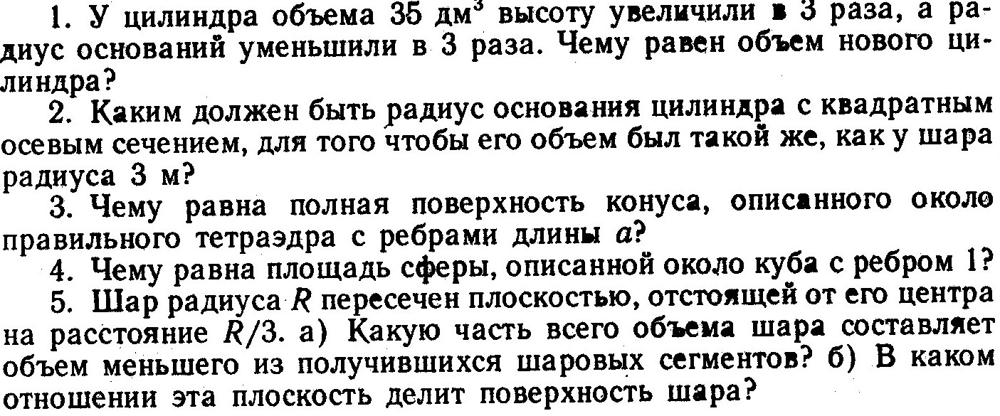 1. У цилиндра объема 35 дм³ высоту увеличили в 3 раза, а ра-
диус оснований уменьшили в 3 раза. Чему равен объем нового ци-
линдра?
2. Каким должен быть радиус основания цилиндра с квадратным
осевым сечением, для того чтобы его объем был такой же, как у шара
радиуса 3 м?
3. Чему равна полная поверхность конуса, описанного около
правильного тетраэдра с ребрами длины a?
4. Чему равна площадь сферы, описанной около куба с ребром 1?
5. Шар радиуса R пересечен плоскостью, отстоящей от его центра
на расстояние R/3. а) Какую часть всего объема шара составляет
объем меньшего из получившихся шаровых сегментов? б) В каком
отношении эта плоскость делит поверхность шара?